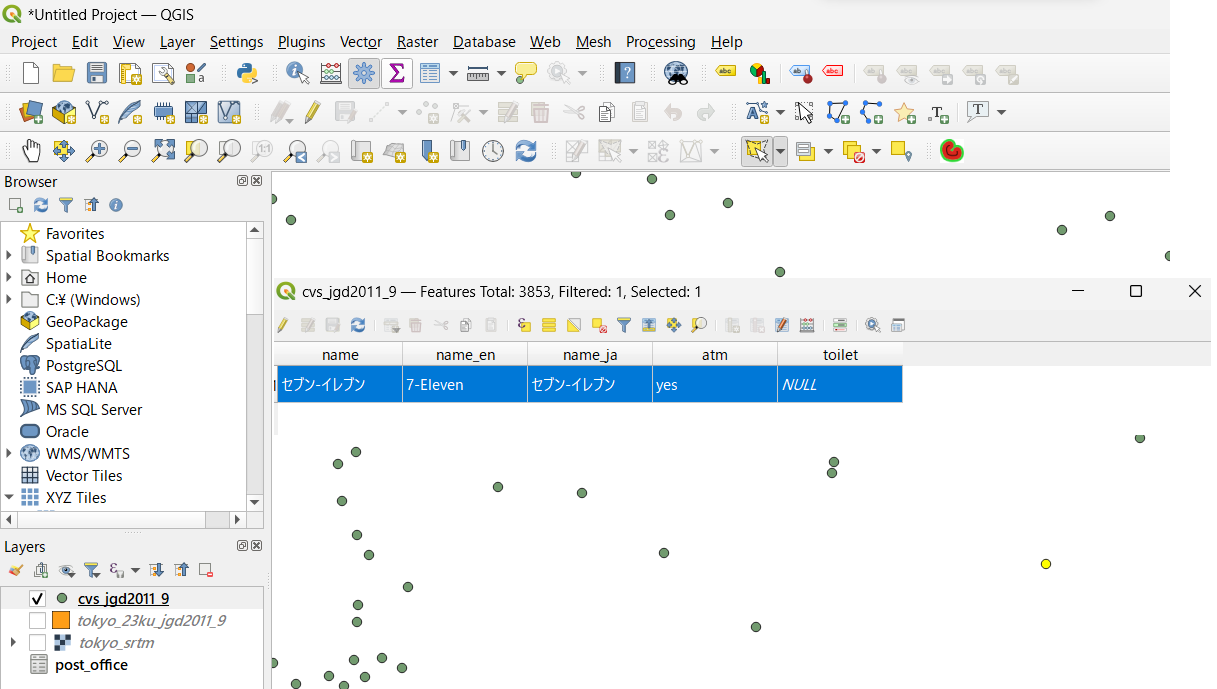 *Untitled Project — QGIS
Project Edit View Layer Settings Plugins Vector Raster Database Web Mesh Processing Help
Browser
Favorites
Spatial Bookmarks
Home
C:¥ (Windows)
GeoPackage
SpatiaLite
PostgreSQL
SAP HANA
MS SQL Server
Oracle
WMS/WMTS
Vector Tiles
XYZ Tiles
cvs_jgd2011_9 — Features Total: 3853, Filtered: 1, Selected: 1
name name_en name_ja atm toilet
セブン-イレブン 7-Eleven セブン-イレブン yes NULL
Layers
cvs_jgd2011_9
tokyo_23ku_jgd2011_9
tokyo_srtm
post_office